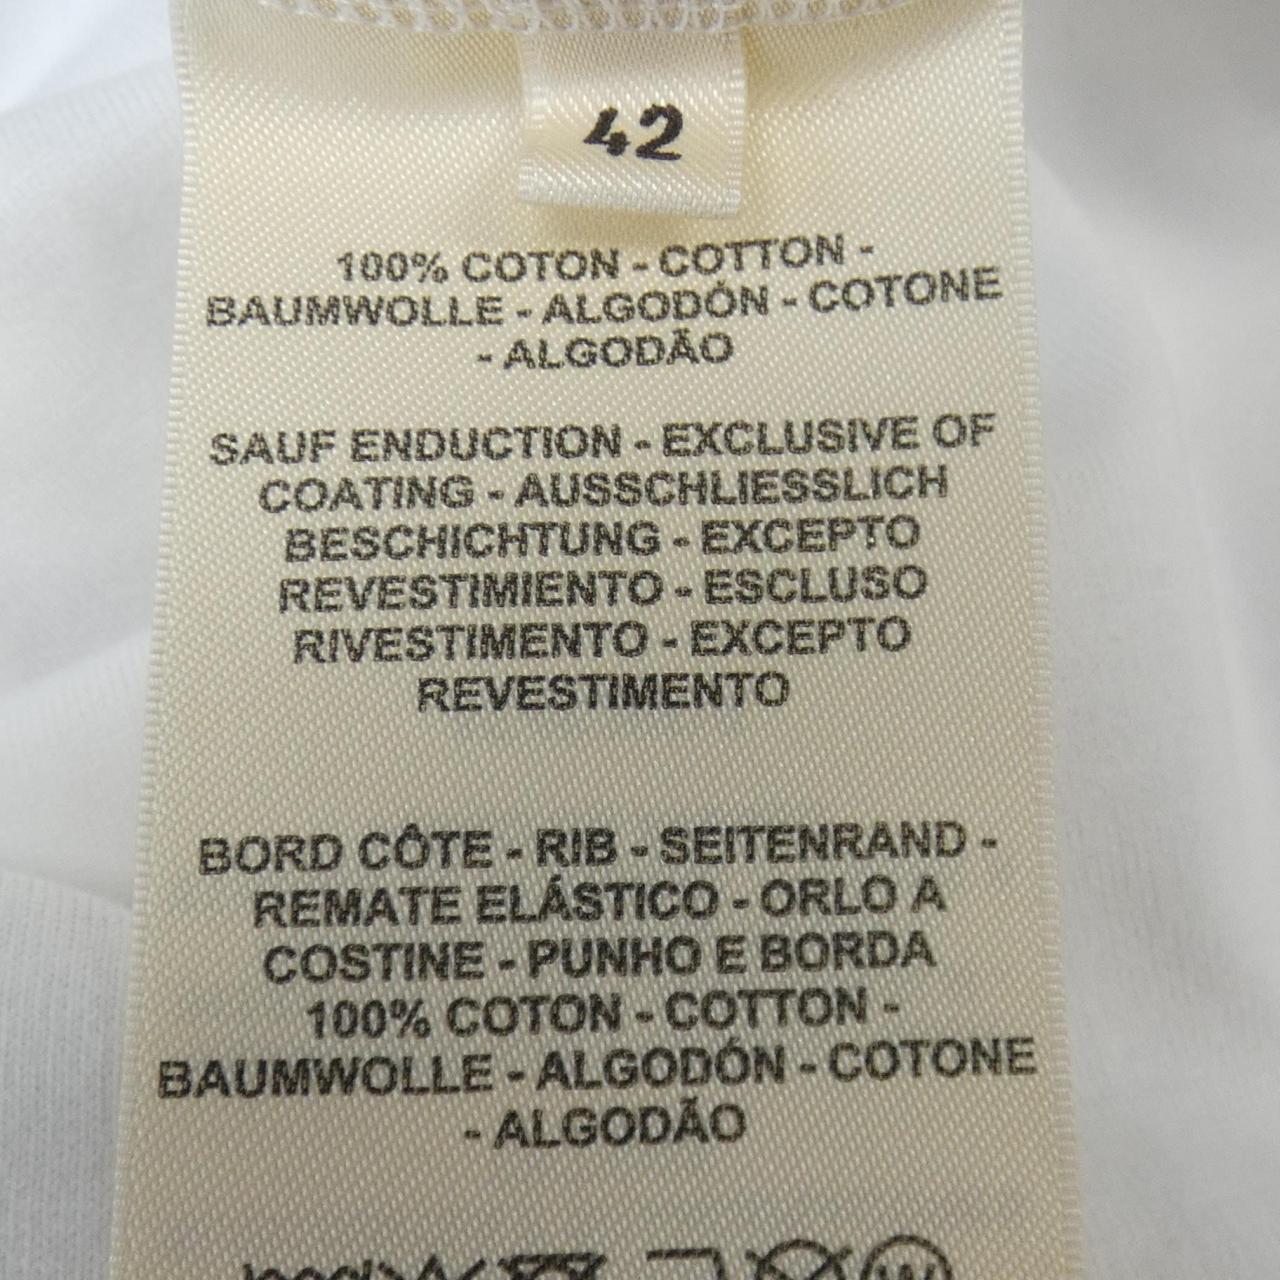 42
100% COTON - COTTON -
BAUMWOLLE - ALGODÓN - COTONE
- ALGODÃO
SAUF ENDUCTION - EXCLUSIVE OF
COATING - AUSSCHLIESSLICH
BESCHICHTUNG - EXCEPTO
REVESTIMIENTO - ESCLUSO
RIVESTIMENTO - EXCEPTO
REVESTIMENTO
BORD CÔTE - RIB - SEITENRAND -
REMATE ELÁSTICO - ORLO A
COSTINE - PUNHO E BORDA
100% COTON - COTTON -
BAUMWOLLE - ALGODÓN - COTONE
- ALGODÃO